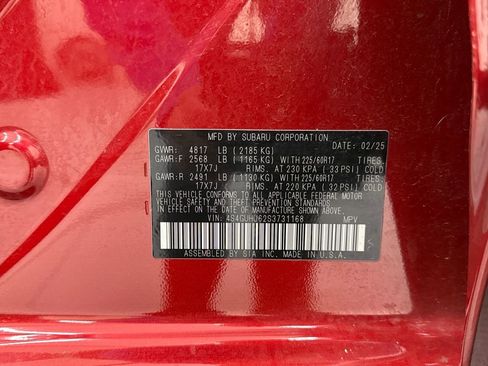 MFD BY SUBARU CORPORATION DATE 02/25
GVWR: 4817 LB (2185 KG)
GAWR:F 2568 LB (1165 KG) WITH 225/60R17 TIRES,
17X7J RIMS, AT 230 KPA (33 PSI) COLD
GAWR:R 2491 LB (1130 KG) WITH 225/60R17 TIRES,
17X7J RIMS, AT 220 KPA (32 PSI) COLD
THIS VEHICLE CONFORMS TO ALL APPLICABLE FEDERAL MOTOR
VEHICLE SAFETY AND THEFT PREVENTION STANDARDS
IN EFFECT ON THE DATE OF MANUFACTURE SHOWN ABOVE.
VIN: 4S4GUHD62S3731168 MPV
ASSEMBLED BY SIA INC. MADE IN U.S.A.